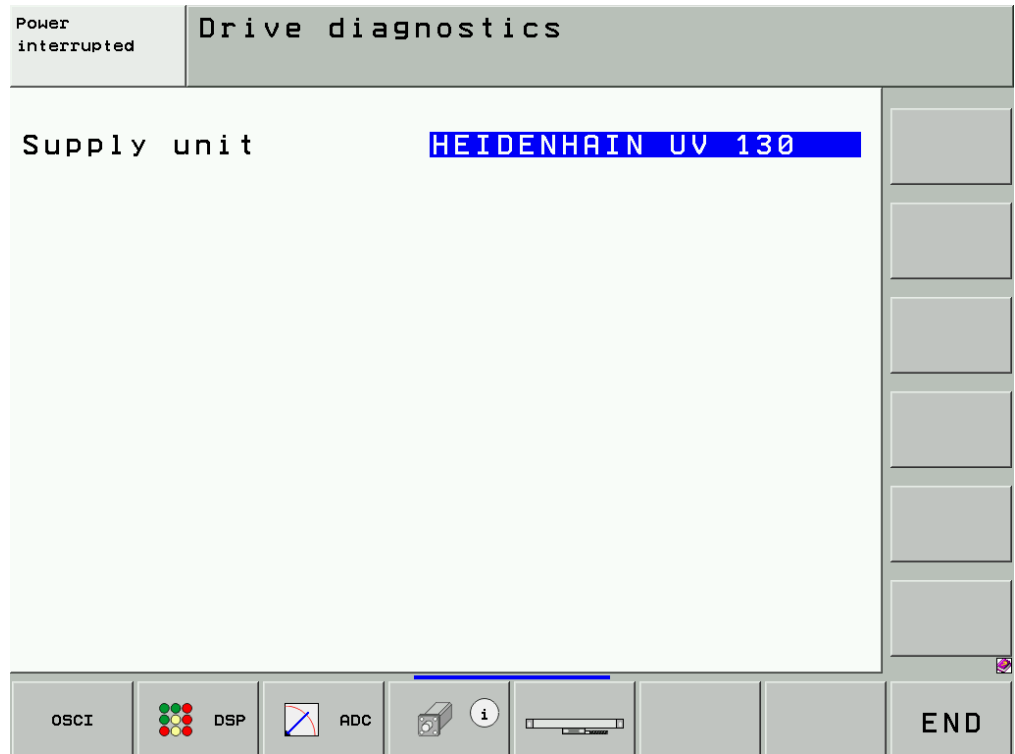 Power
interrupted
Drive diagnostics
Supply unit HEIDENHAIN UV 130
OSCI DSP ADC i END